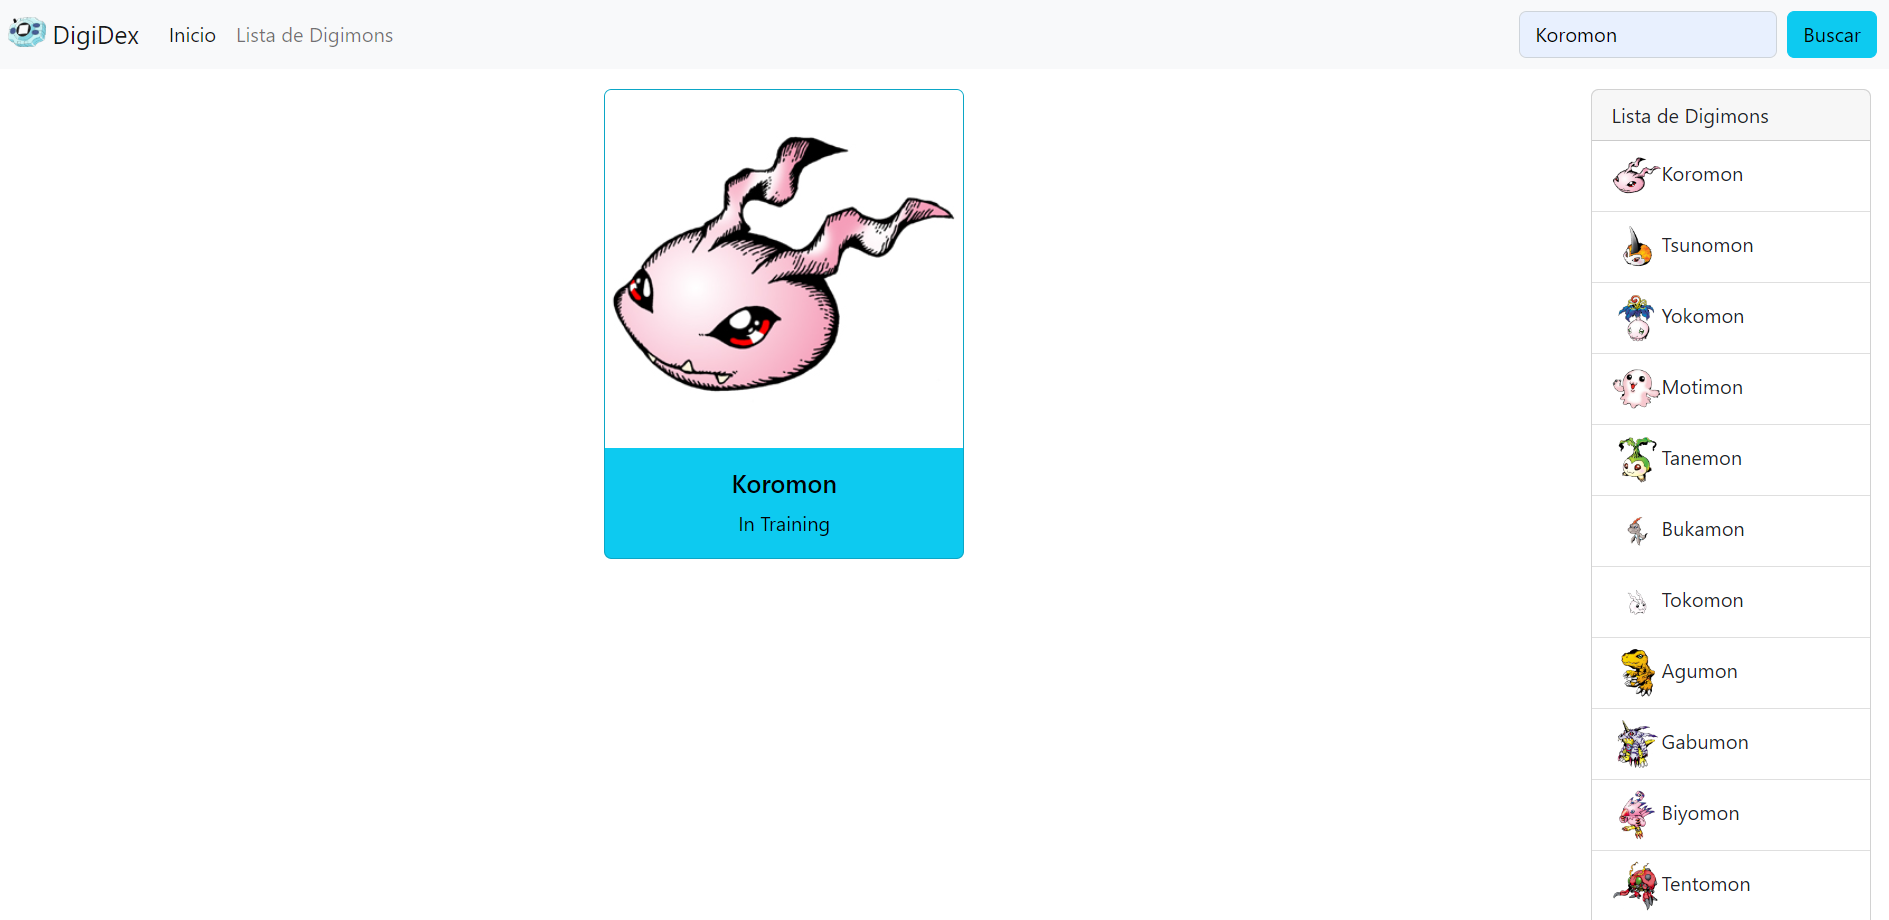 DigiDex Inicio Lista de Digimons Koromon Buscar
Koromon
In Training
Lista de Digimons
Koromon
Tsunomon
Yokomon
Motimon
Tanemon
Bukamon
Tokomon
Agumon
Gabumon
Biyomon
Tentomon